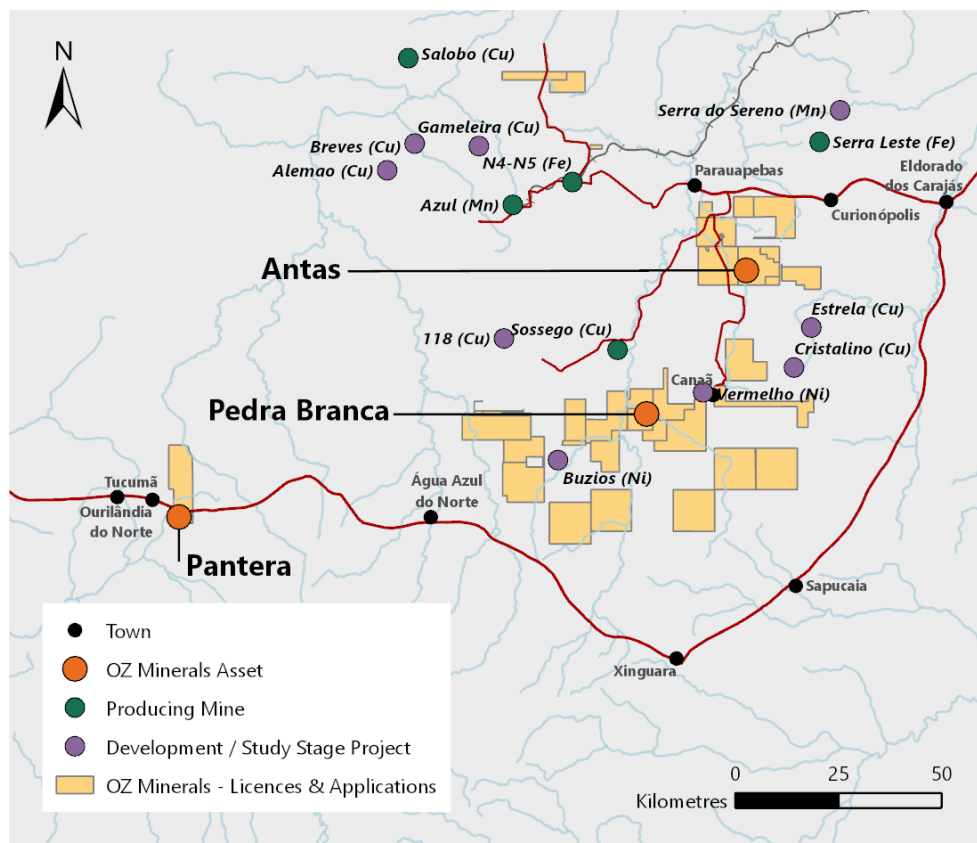 N
Salobo (Cu)
Serra do Sereno (Mn)
Gameleira (Cu)
Breves (Cu)
Serra Leste (Fe)
N4-N5 (Fe)
Alemao (Cu)
Parauapebas
Eldorado
dos Carajás
Azul (Mn)
Curionópolis
Antas
Estrela (Cu)
118 (Cu)
Sossego (Cu)
Cristalino (Cu)
Canaã
Vermelho (Ni)
Pedra Branca
Buzios (Ni)
Tucumã
Ourilândia
do Norte
Água Azul
do Norte
Pantera
Sapucaia
Xinguara
Town
OZ Minerals Asset
Producing Mine
Development / Study Stage Project
OZ Minerals - Licences & Applications
0 25 50
Kilometres